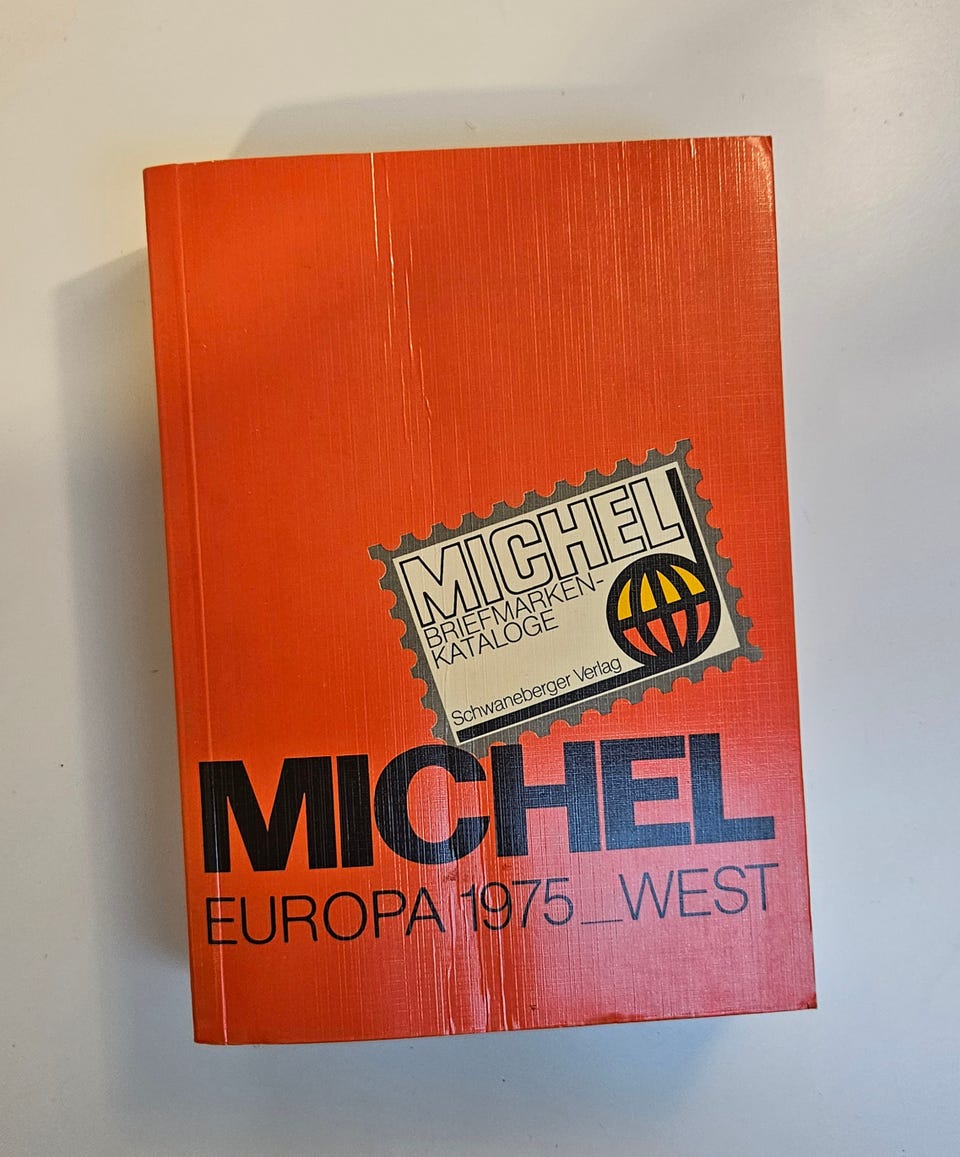 MICHEL
BRIEFMARKEN-
KATALOGE
Schwaneberger Verlag
MICHEL
EUROPA 1975_WEST